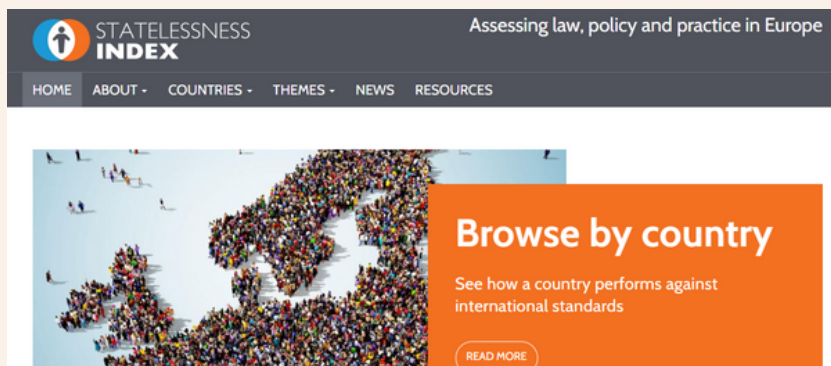 STATELESSNESS
INDEX
Assessing law, policy and practice in Europe
HOME ABOUT COUNTRIES THEMES NEWS RESOURCES
Browse by country
See how a country performs against
international standards
READ MORE